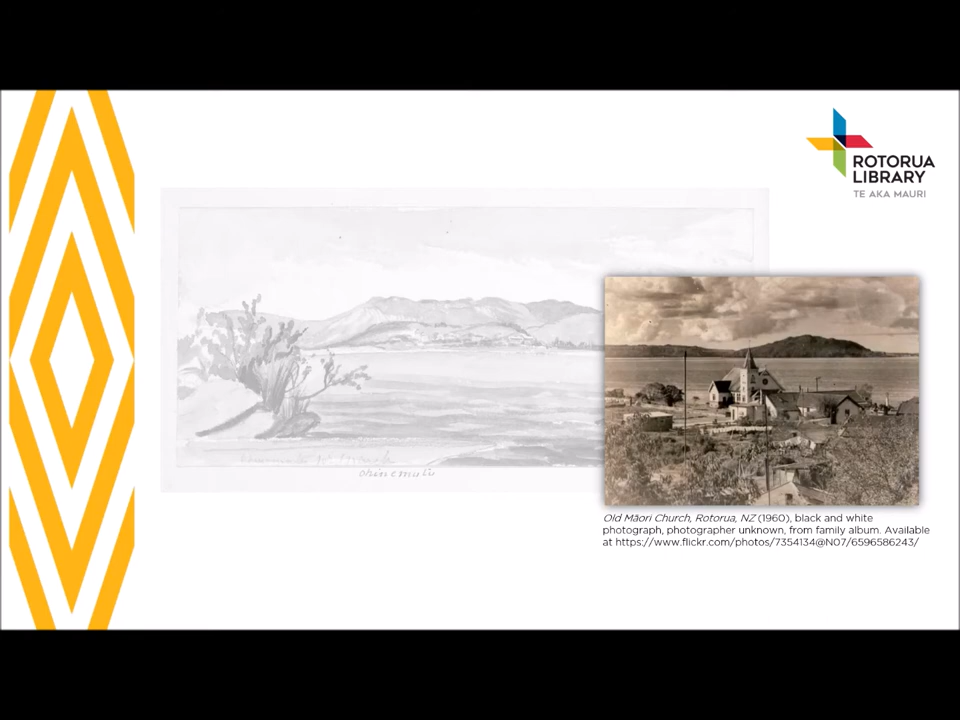 ROTORUA
LIBRARY
TE AKA MAURI
ohinemutu
Old Māori Church, Rotorua, NZ (1960), black and white
photograph, photographer unknown, from family album. Available
at https://www.flickr.com/photos/7354134@N07/6596586243/